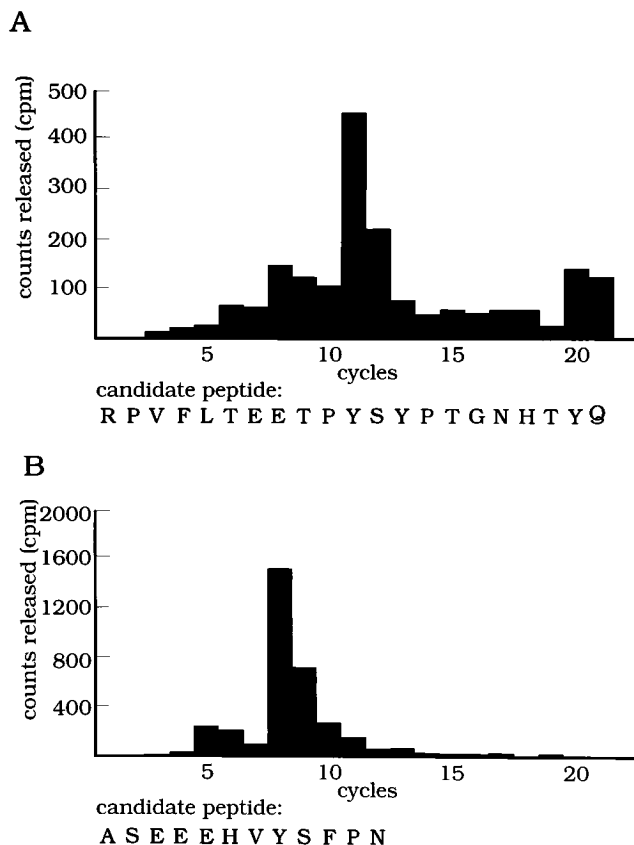 A
counts released (cpm)
500
400
300
200
100
5 10 15 20
cycles
candidate peptide:
R P V F L T E E T P Y S Y P T G N H T Y Q
B
counts released (cpm)
2000
1600
1200
800
400
5 10 15 20
cycles
candidate peptide:
A S E E E H V Y S F P N